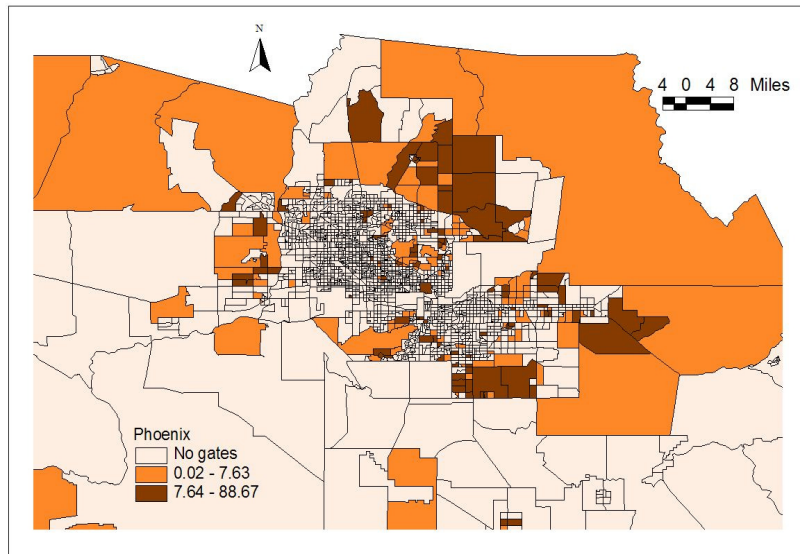 N
4 0 4 8 Miles
Phoenix
No gates
0.02 - 7.63
7.64 - 88.67